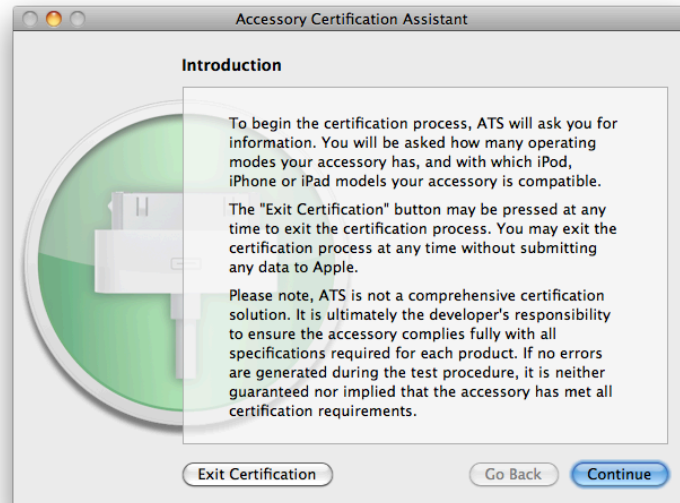 Accessory Certification Assistant
Introduction
To begin the certification process, ATS will ask you for
information. You will be asked how many operating
modes your accessory has, and with which iPod,
iPhone or iPad models your accessory is compatible.
The "Exit Certification" button may be pressed at any
time to exit the certification process. You may exit the
certification process at any time without submitting
any data to Apple.
Please note, ATS is not a comprehensive certification
solution. It is ultimately the developer's responsibility
to ensure the accessory complies fully with all
specifications required for each product. If no errors
are generated during the test procedure, it is neither
guaranteed nor implied that the accessory has met all
certification requirements.
Exit Certification
Go Back
Continue